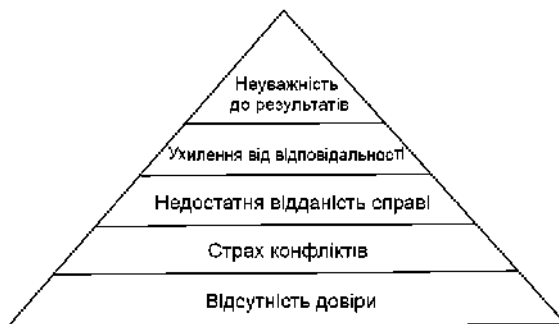 Неуважність
до результатів
Ухилення від відповідальності
Недостатня відданість справі
Страх конфліктів
Відсутність довіри